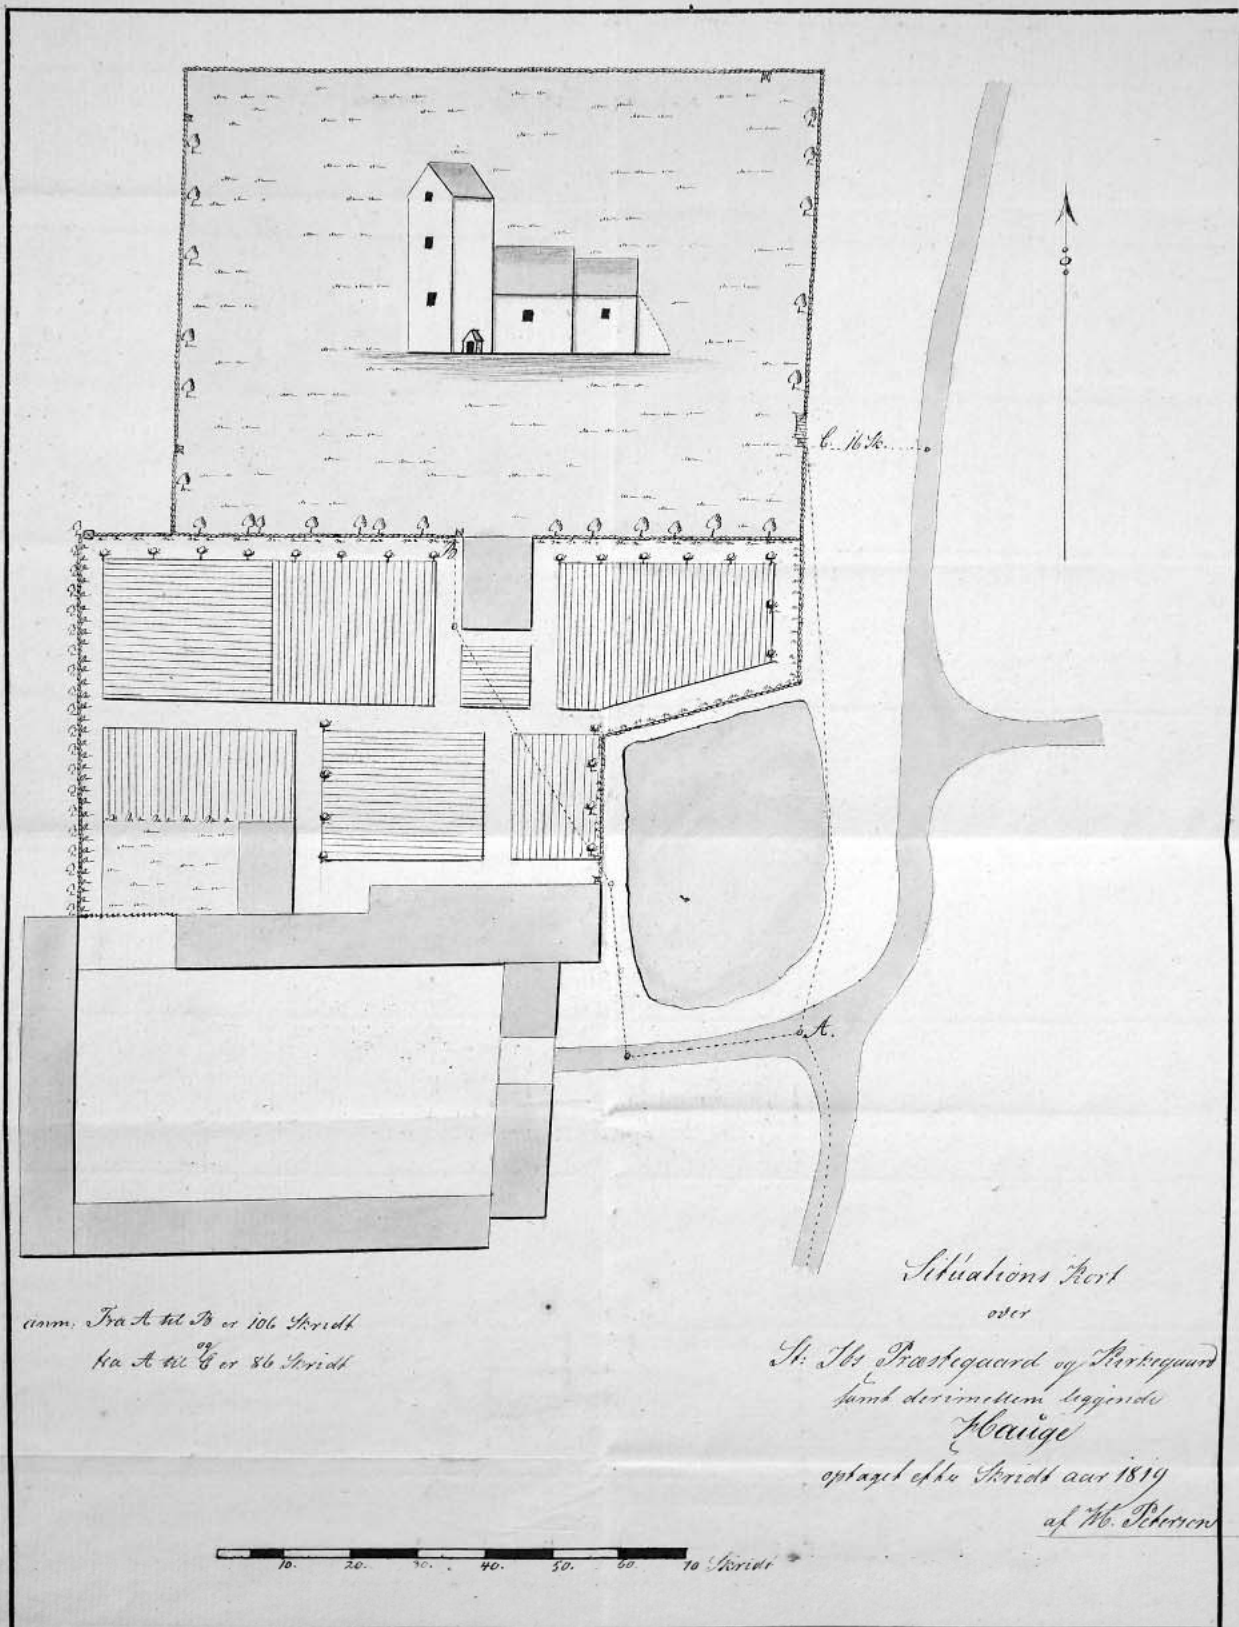 C. 16 Sk.
B.
A.
anm: Fra A til B er 106 Skridt
og
fra A til C er 86 Skridt
Situations Kort
over
St: Ibs Præstegaard og Kirkegaard
samt derimellem leggende
Hauge
optaget efter Skridt aar 1819
af H. Petersen
10. 20. 30. 40. 50. 60. 70 Skridt